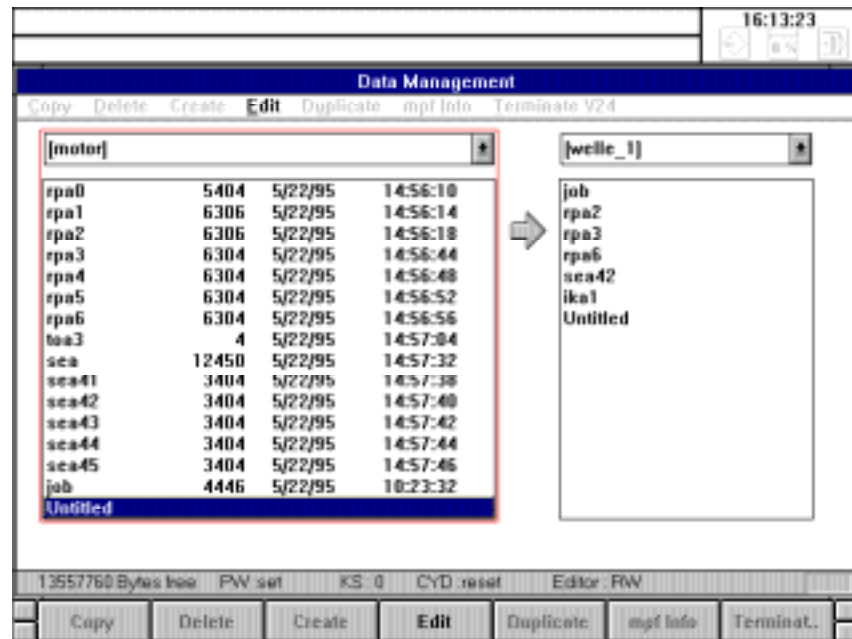 16:13:23
Data Management
Copy Delete Create Edit Duplicate mpf Info Terminate V24
[motor] [welle_1]
rpa0 5404 5/22/95 14:56:10 job
rpa1 6306 5/22/95 14:56:14 rpa2
rpa2 6306 5/22/95 14:56:18 rpa3
rpa3 6304 5/22/95 14:56:44 rpa6
rpa4 6304 5/22/95 14:56:48 sea42
rpa5 6304 5/22/95 14:56:52 ika1
rpa6 6304 5/22/95 14:56:56 Untitled
toa3 4 5/22/95 14:57:04
sea 12450 5/22/95 14:57:32
sea41 3404 5/22/95 14:57:38
sea42 3404 5/22/95 14:57:40
sea43 3404 5/22/95 14:57:42
sea44 3404 5/22/95 14:57:44
sea45 3404 5/22/95 14:57:46
job 4446 5/22/95 10:23:32
Untitled
13557760 Bytes free PW :set KS : 0 CYD :reset Editor : RW
Copy Delete Create Edit Duplicate mpf Info Terminat..